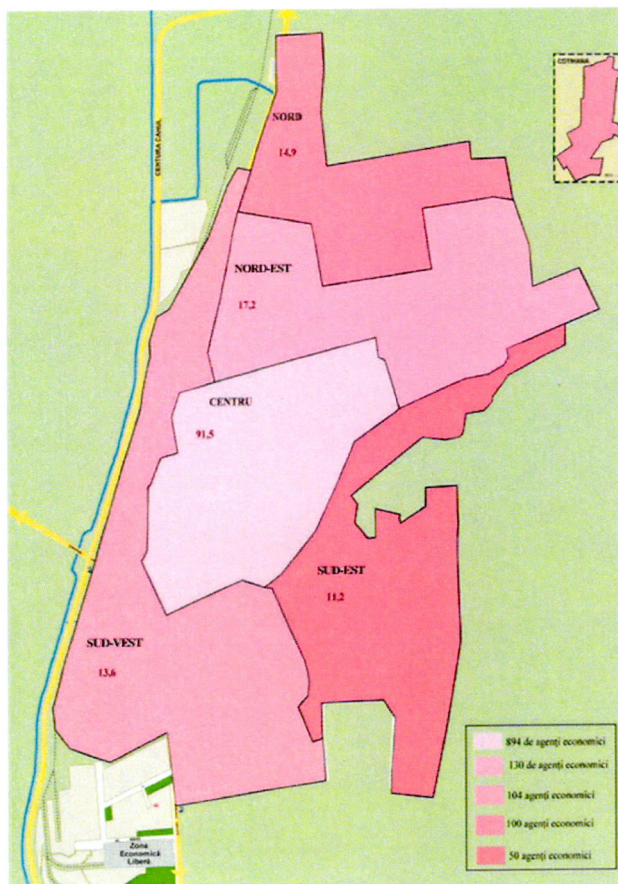 COTIHANA
CENTURA CAHUL
NORD
14,9
NORD-EST
17,2
CENTRU
91,5
SUD-EST
11,2
SUD-VEST
13,6
894 de agenți economici
130 de agenți economici
104 agenți economici
100 agenți economici
50 agenți economici
Zona
Economică
Liberă